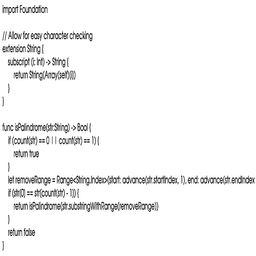 import Foundation
// Allow for easy character checking
extension String {
subscript (i: Int) -> String {
return String(Array(self)[i])
}
}
func isPalindrome(str:String) -> Bool {
if (count(str) == 0 || count(str) == 1) {
return true
}
let removeRange = Range<String.Index>(start: advance(str.startIndex, 1), end: advance(str.endIndex
if (str[0] == str[count(str) - 1]) {
return isPalindrome(str.substringWithRange(removeRange))
}
return false
}